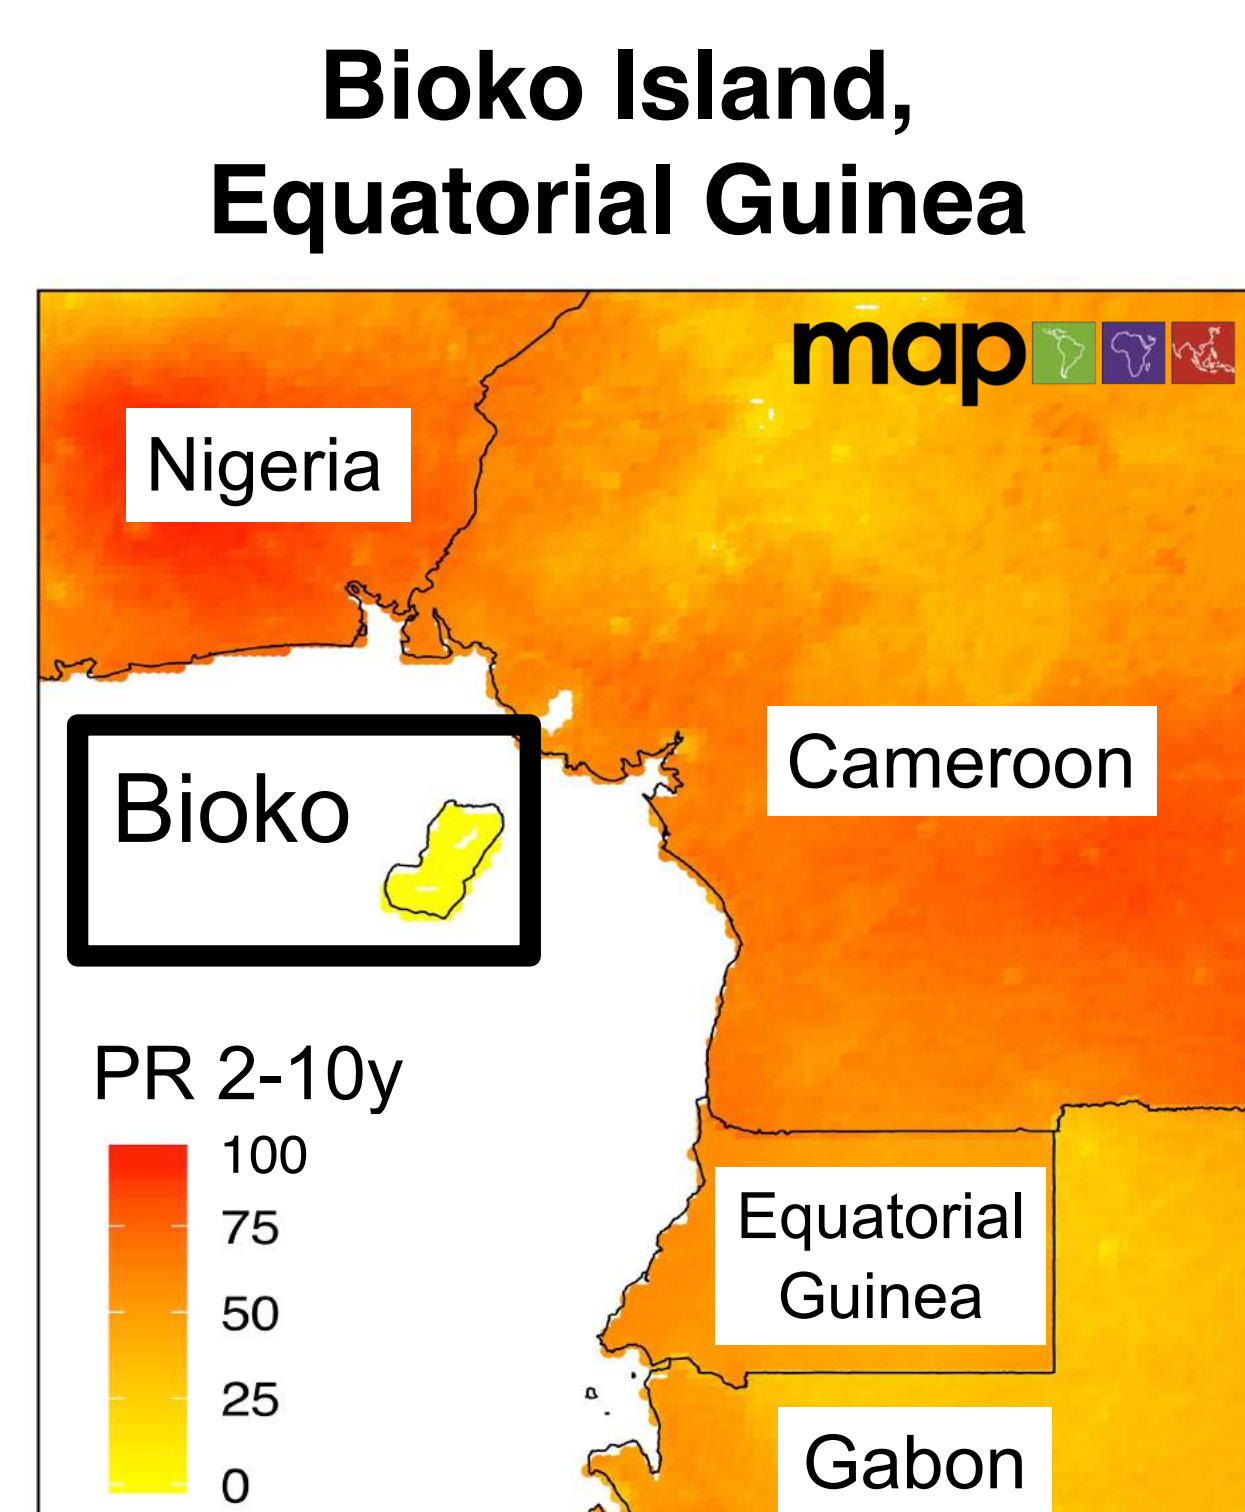 Bioko Island,
Equatorial Guinea
map
Nigeria
Cameroon
Bioko
PR 2-10y
100
75
50
25
0
Equatorial
Guinea
Gabon